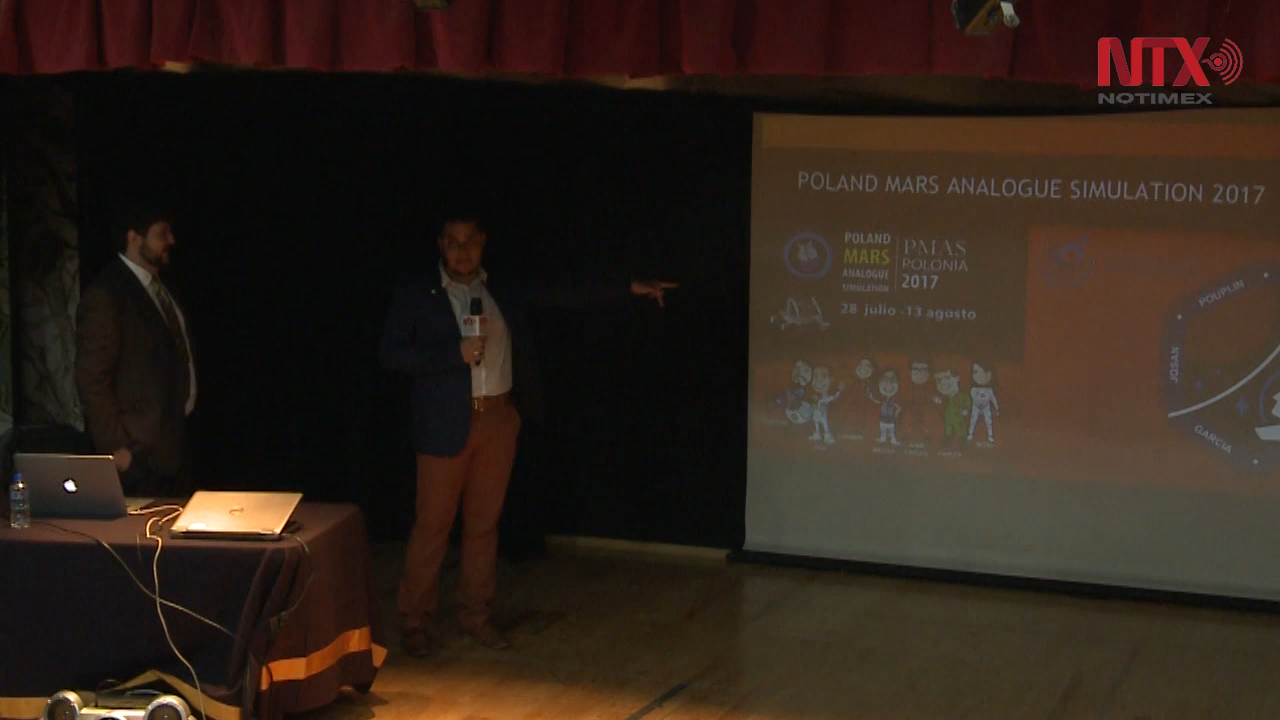 NTX
NOTIMEX
POLAND MARS ANALOGUE SIMULATION 2017
POLAND
MARS
ANALOGUE
SIMULATION
PMAS
POLONIA
2017
28 julio -13 agosto
POUPLIN
JOSAN
GARCIA
NTX